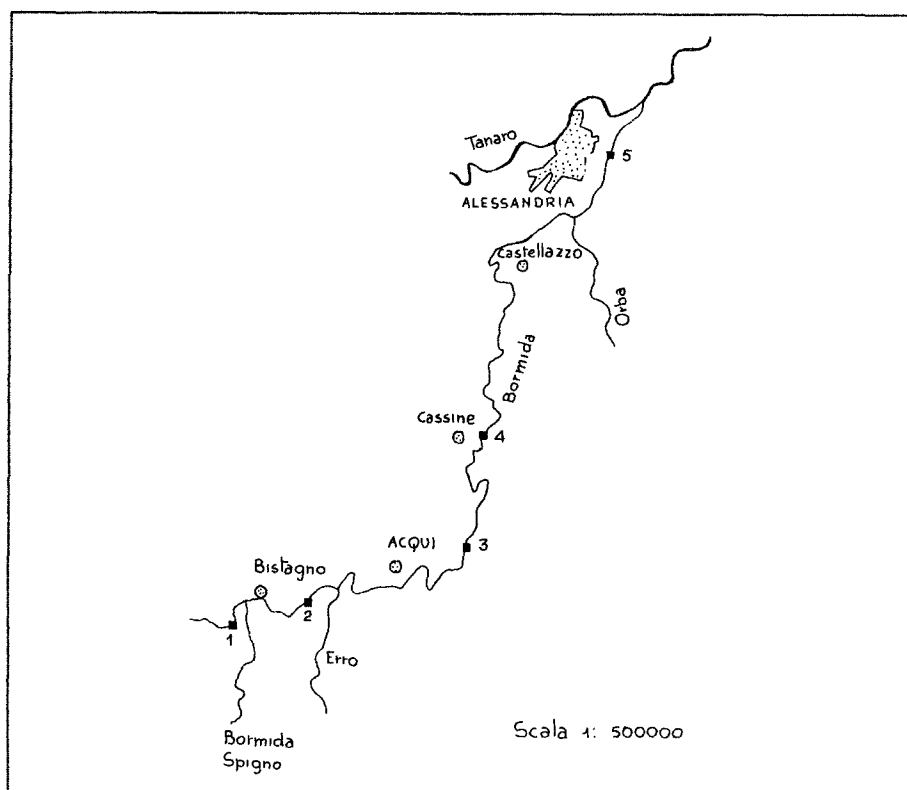 Tanaro
5
ALESSANDRIA
Castellazzo
Orba
Bormida
Cassine
4
ACQUI
3
Bistagno
2
1
Erro
Bormida
Spigno
Scala 1: 500000